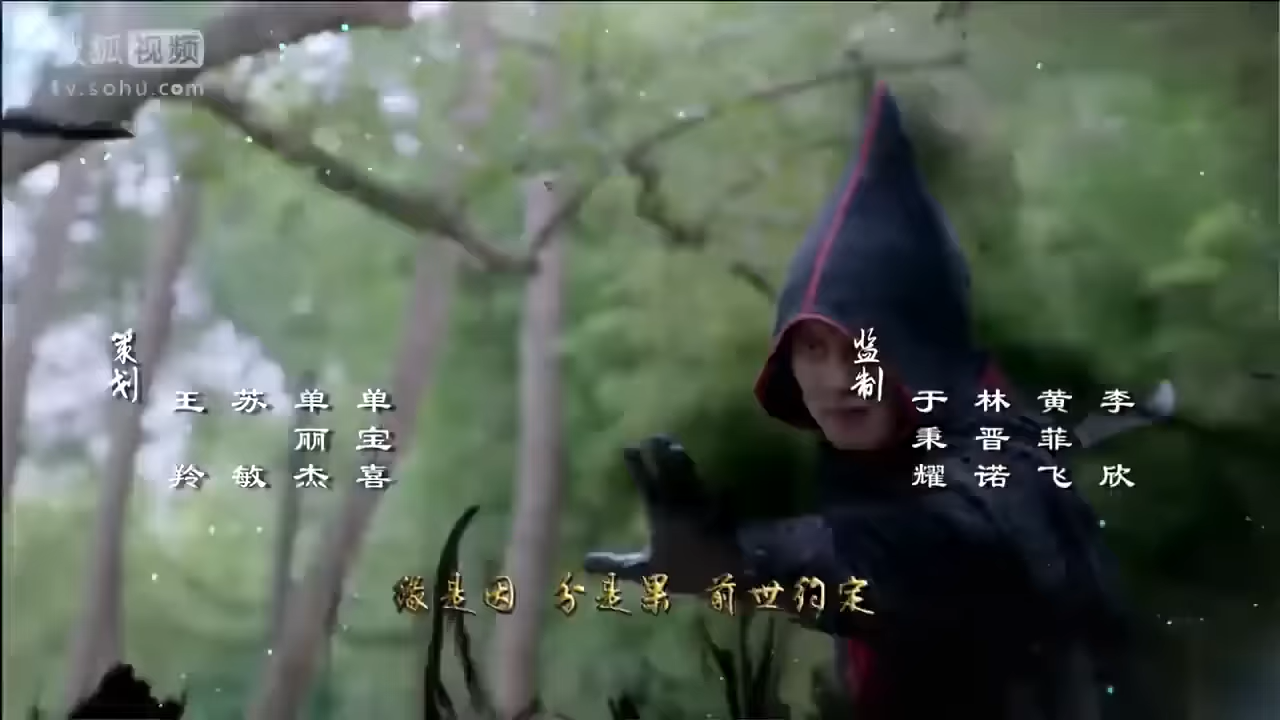 搜狐视频
tv.sohu.com
策划
王羚
苏敏
单丽杰
单宝喜
监制
于秉耀
林晋诺
黄菲飞
李欣
缘是因 分是果 前世约定